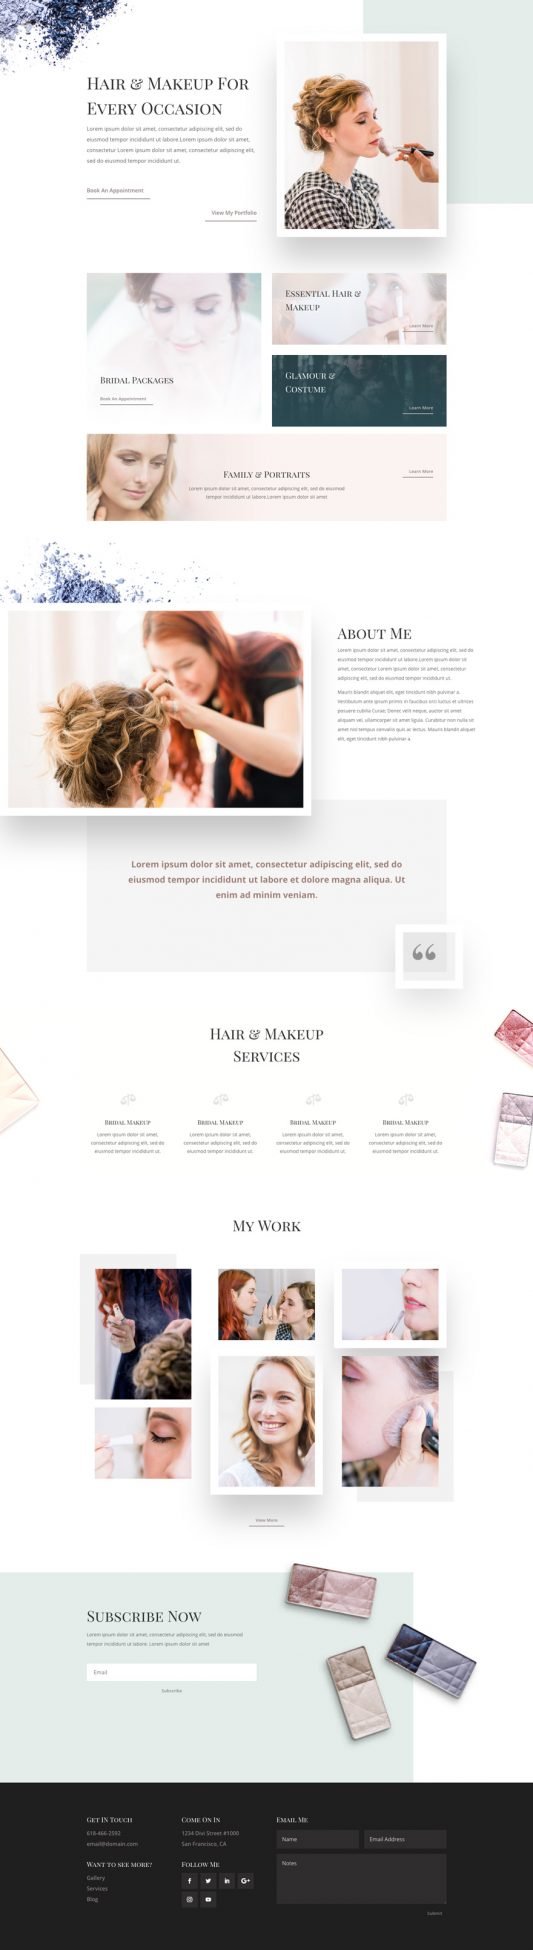 Hair & Makeup For
Every Occasion
Lorem ipsum dolor sit amet, consectetur adipiscing elit, sed do
eiusmod tempor incididunt ut labore.Lorem ipsum dolor sit amet,
consectetur Lorem ipsum dolor sit amet, consectetur adipiscing elit,
sed do eiusmod tempor incididunt ut.
Book An Appointment
View My Portfolio
Bridal Packages
Book An Appointment
Essential Hair &
Makeup
Learn More
Glamour &
Costume
Learn More
Family & Portraits
Lorem ipsum dolor sit amet, consectetur adipiscing elit, sed do eiusmod
tempor incididunt ut labore.Lorem ipsum dolor sit amet
Learn More
About Me
Lorem ipsum dolor sit amet, consectetur adipiscing elit, sed do
eiusmod tempor incididunt ut labore.Lorem ipsum dolor sit
amet, consectetur Lorem ipsum dolor sit amet, consectetur
adipiscing elit, sed do eiusmod tempor incididunt ut.
Mauris blandit aliquet elit, eget tincidunt nibh pulvinar a.
Vestibulum ante ipsum primis in faucibus orci luctus et ultrices
posuere cubilia Curae; Donec velit neque, auctor sit amet
aliquam vel, ullamcorper sit amet ligula. Curabitur non nulla sit
amet nisl tempus convallis quis ac lectus. Mauris blandit aliquet
elit, eget tincidunt nibh pulvinar a
Lorem ipsum dolor sit amet, consectetur adipiscing elit, sed do
eiusmod tempor incididunt ut labore et dolore magna aliqua. Ut
enim ad minim veniam.
“
Hair & Makeup
Services
Bridal Makeup
Lorem ipsum dolor sit amet,
consectetur adipiscing elit, sed do
eiusmod tempor incididunt ut.
Bridal Makeup
Lorem ipsum dolor sit amet,
consectetur adipiscing elit, sed do
eiusmod tempor incididunt ut.
Bridal Makeup
Lorem ipsum dolor sit amet,
consectetur adipiscing elit, sed do
eiusmod tempor incididunt ut.
Bridal Makeup
Lorem ipsum dolor sit amet,
consectetur adipiscing elit, sed do
eiusmod tempor incididunt ut.
My Work
View More
Subscribe Now
Lorem ipsum dolor sit amet, consectetur adipiscing elit, sed do eiusmod
tempor incididunt ut labore. Lorem ipsum dolor sit amet
Email
Subscribe
Get In Touch
618-466-2592
email@domain.com
Want to see more?
Gallery
Services
Blog
Come On In
1234 Divi Street #1000
San Francisco, CA
Follow Me
Email Me
Name
Email Address
Notes
Submit